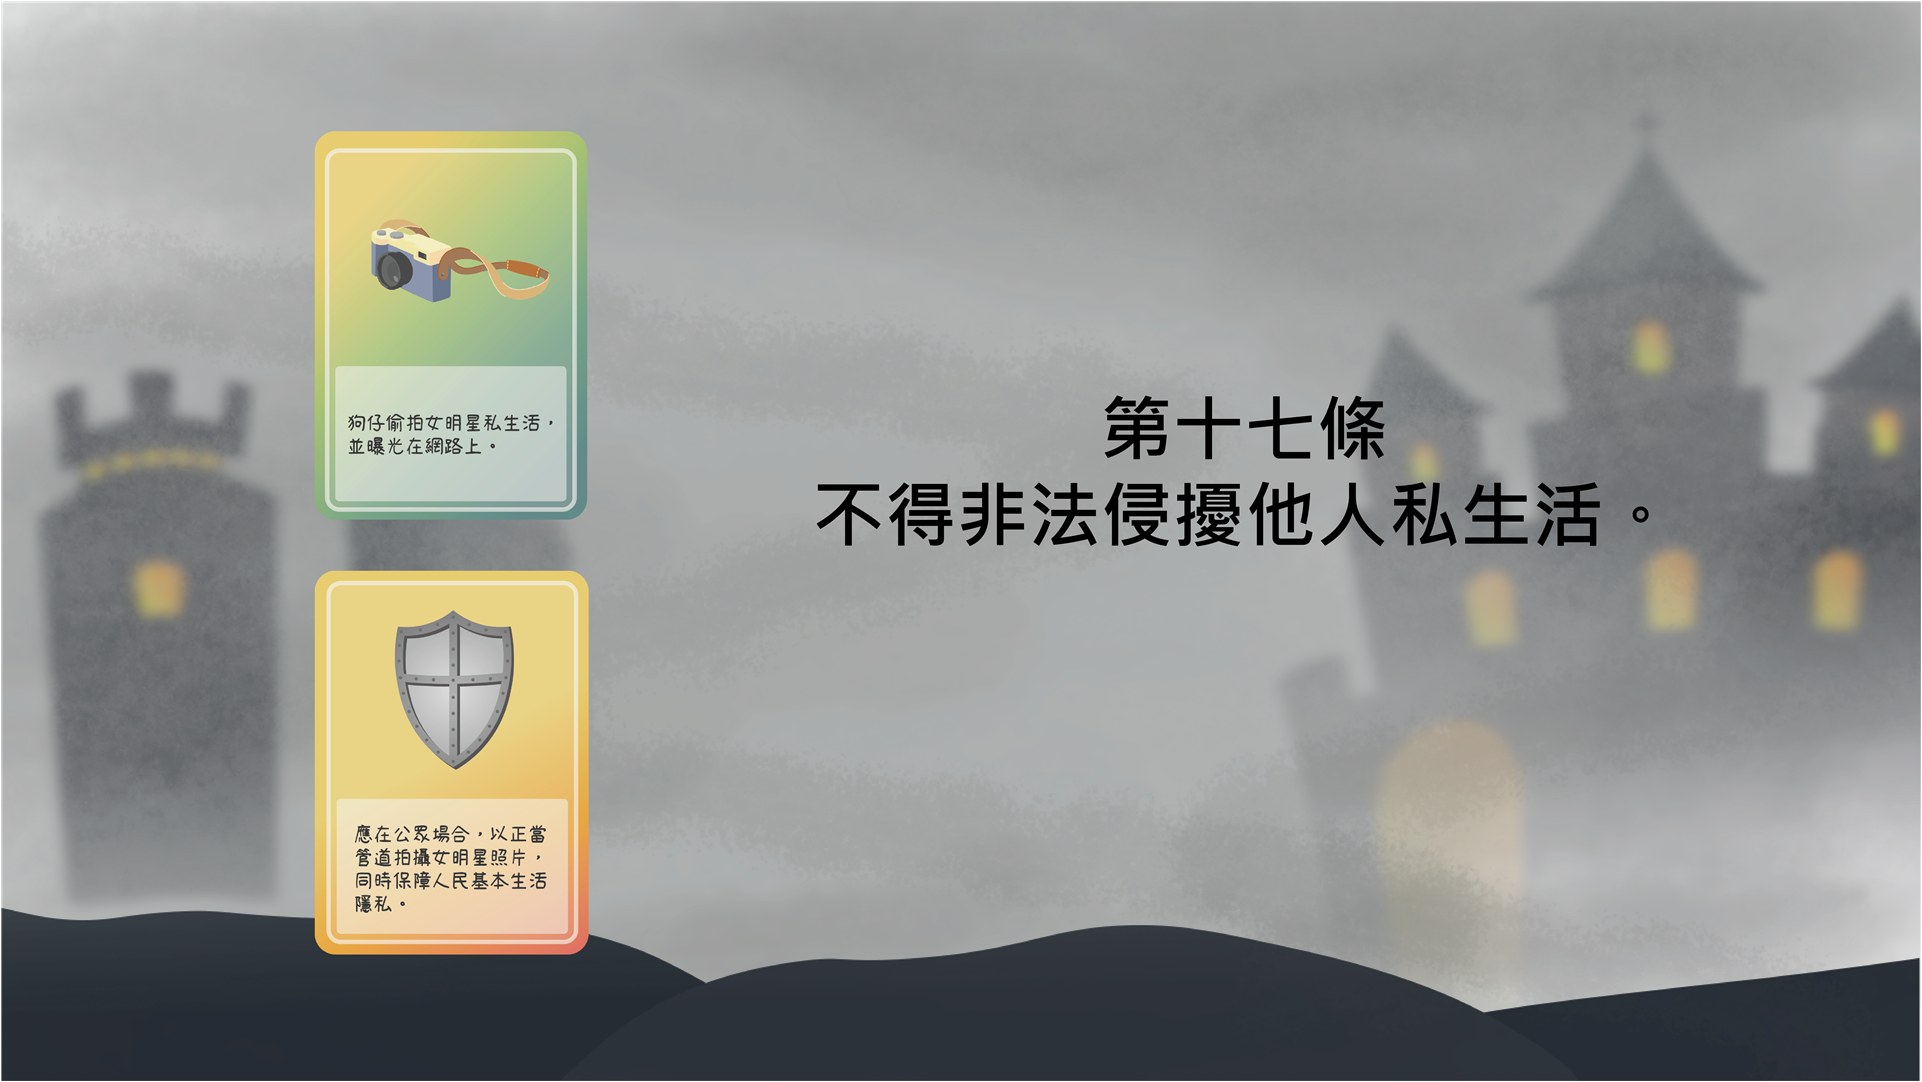 狗仔偷拍女明星私生活，
並曝光在網路上。
應在公眾場合，以正當
管道拍攝女明星照片，
同時保障人民基本生活
隱私。
第十七條
不得非法侵擾他人私生活。